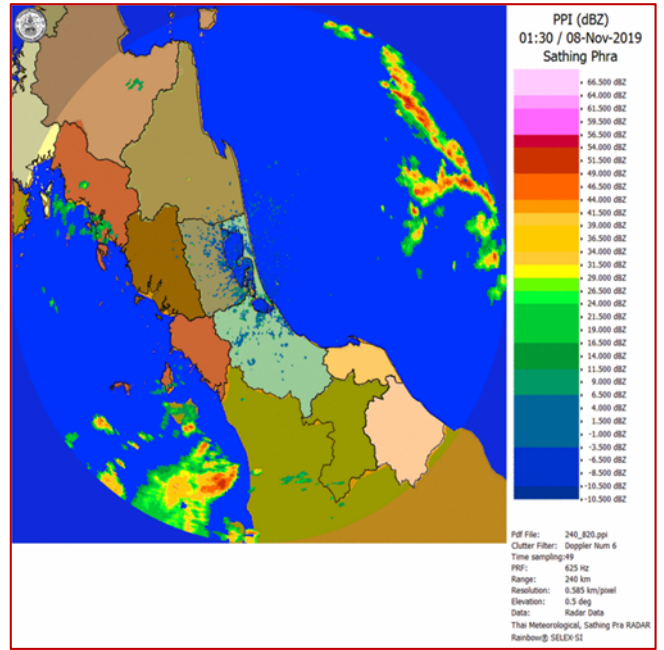 PPI (dBZ)
01:30 / 08-Nov-2019
Sathing Phra
66.500 dBZ
64.000 dBZ
61.500 dBZ
59.500 dBZ
56.500 dBZ
54.000 dBZ
51.500 dBZ
49.000 dBZ
46.500 dBZ
44.000 dBZ
41.500 dBZ
39.000 dBZ
36.500 dBZ
34.000 dBZ
31.500 dBZ
29.000 dBZ
26.500 dBZ
24.000 dBZ
21.500 dBZ
19.000 dBZ
16.500 dBZ
14.000 dBZ
11.500 dBZ
9.000 dBZ
6.500 dBZ
4.000 dBZ
1.500 dBZ
-1.000 dBZ
-3.500 dBZ
-6.500 dBZ
-8.500 dBZ
-10.500 dBZ
-10.500 dBZ
Pdf File: 240_820.ppi
Clutter Filter: Doppler Num 6
Time sampling:49
PRF: 625 Hz
Range: 240 km
Resolution: 0.585 km/pixel
Elevation: 0.5 deg
Data: Radar Data
Thai Meteorological, Sathing Pra RADAR
Rainbow® SELEX-SI